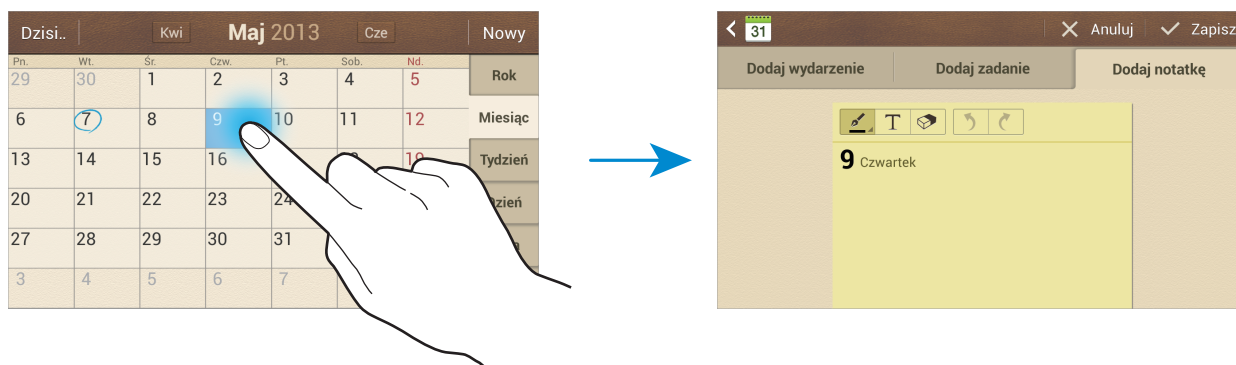 Dzisi.. Kwi Maj 2013 Cze Nowy
Pn. Wt. Śr. Czw. Pt. Sob. Nd.
29 30 1 2 3 4 5
Rok
6 7 8 9 10 11 12
Miesiąc
13 14 15 16 19
Tydzień
20 21 22 23 24
27 28 29 30 31
3 4 5 6 7
31 Anuluj Zapisz
Dodaj wydarzenie Dodaj zadanie Dodaj notatkę
T
9 Czwartek